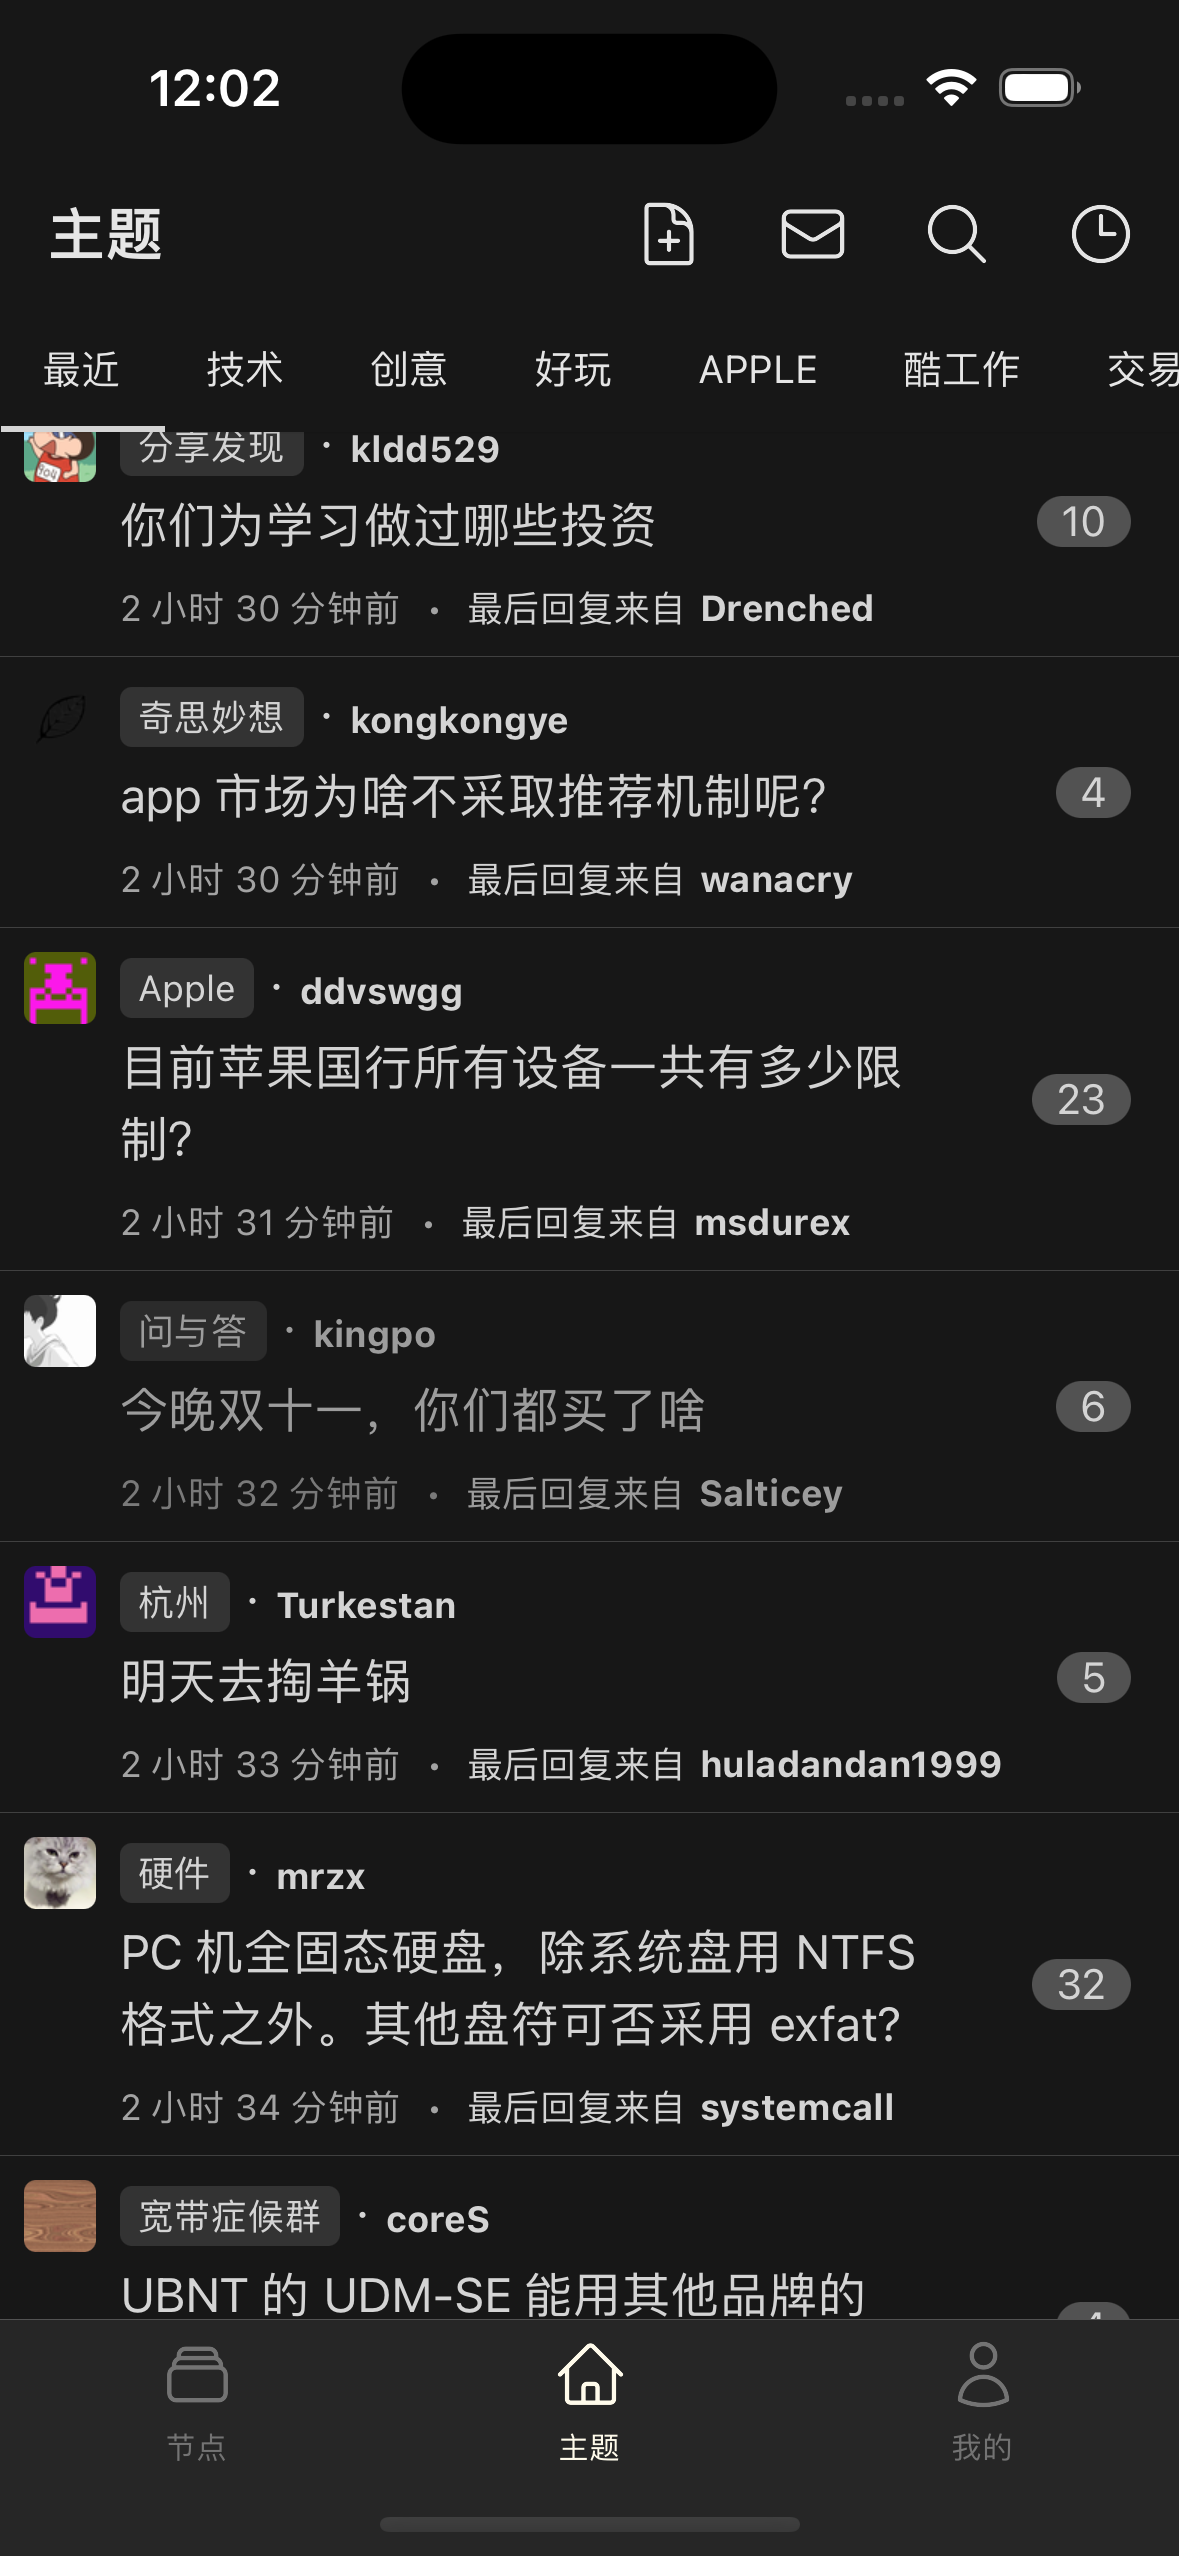 12:02
主题
最近 技术 创意 好玩 APPLE 酷工作 交易
分享发现 · kldd529
你们为学习做过哪些投资
10
2 小时 30 分钟前 • 最后回复来自 Drenched
奇思妙想 · kongkongye
app 市场为啥不采取推荐机制呢？
4
2 小时 30 分钟前 • 最后回复来自 wanacry
Apple · ddvswgg
目前苹果国行所有设备一共有多少限
制？
23
2 小时 31 分钟前 • 最后回复来自 msdurex
问与答 · kingpo
今晚双十一，你们都买了啥
6
2 小时 32 分钟前 • 最后回复来自 Salticey
杭州 · Turkestan
明天去掏羊锅
5
2 小时 33 分钟前 • 最后回复来自 huladandan1999
硬件 · mrzx
PC 机全固态硬盘，除系统盘用 NTFS
格式之外。其他盘符可否采用 exfat?
32
2 小时 34 分钟前 • 最后回复来自 systemcall
宽带症候群 · coreS
UBNT 的 UDM-SE 能用其他品牌的
节点 主题 我的